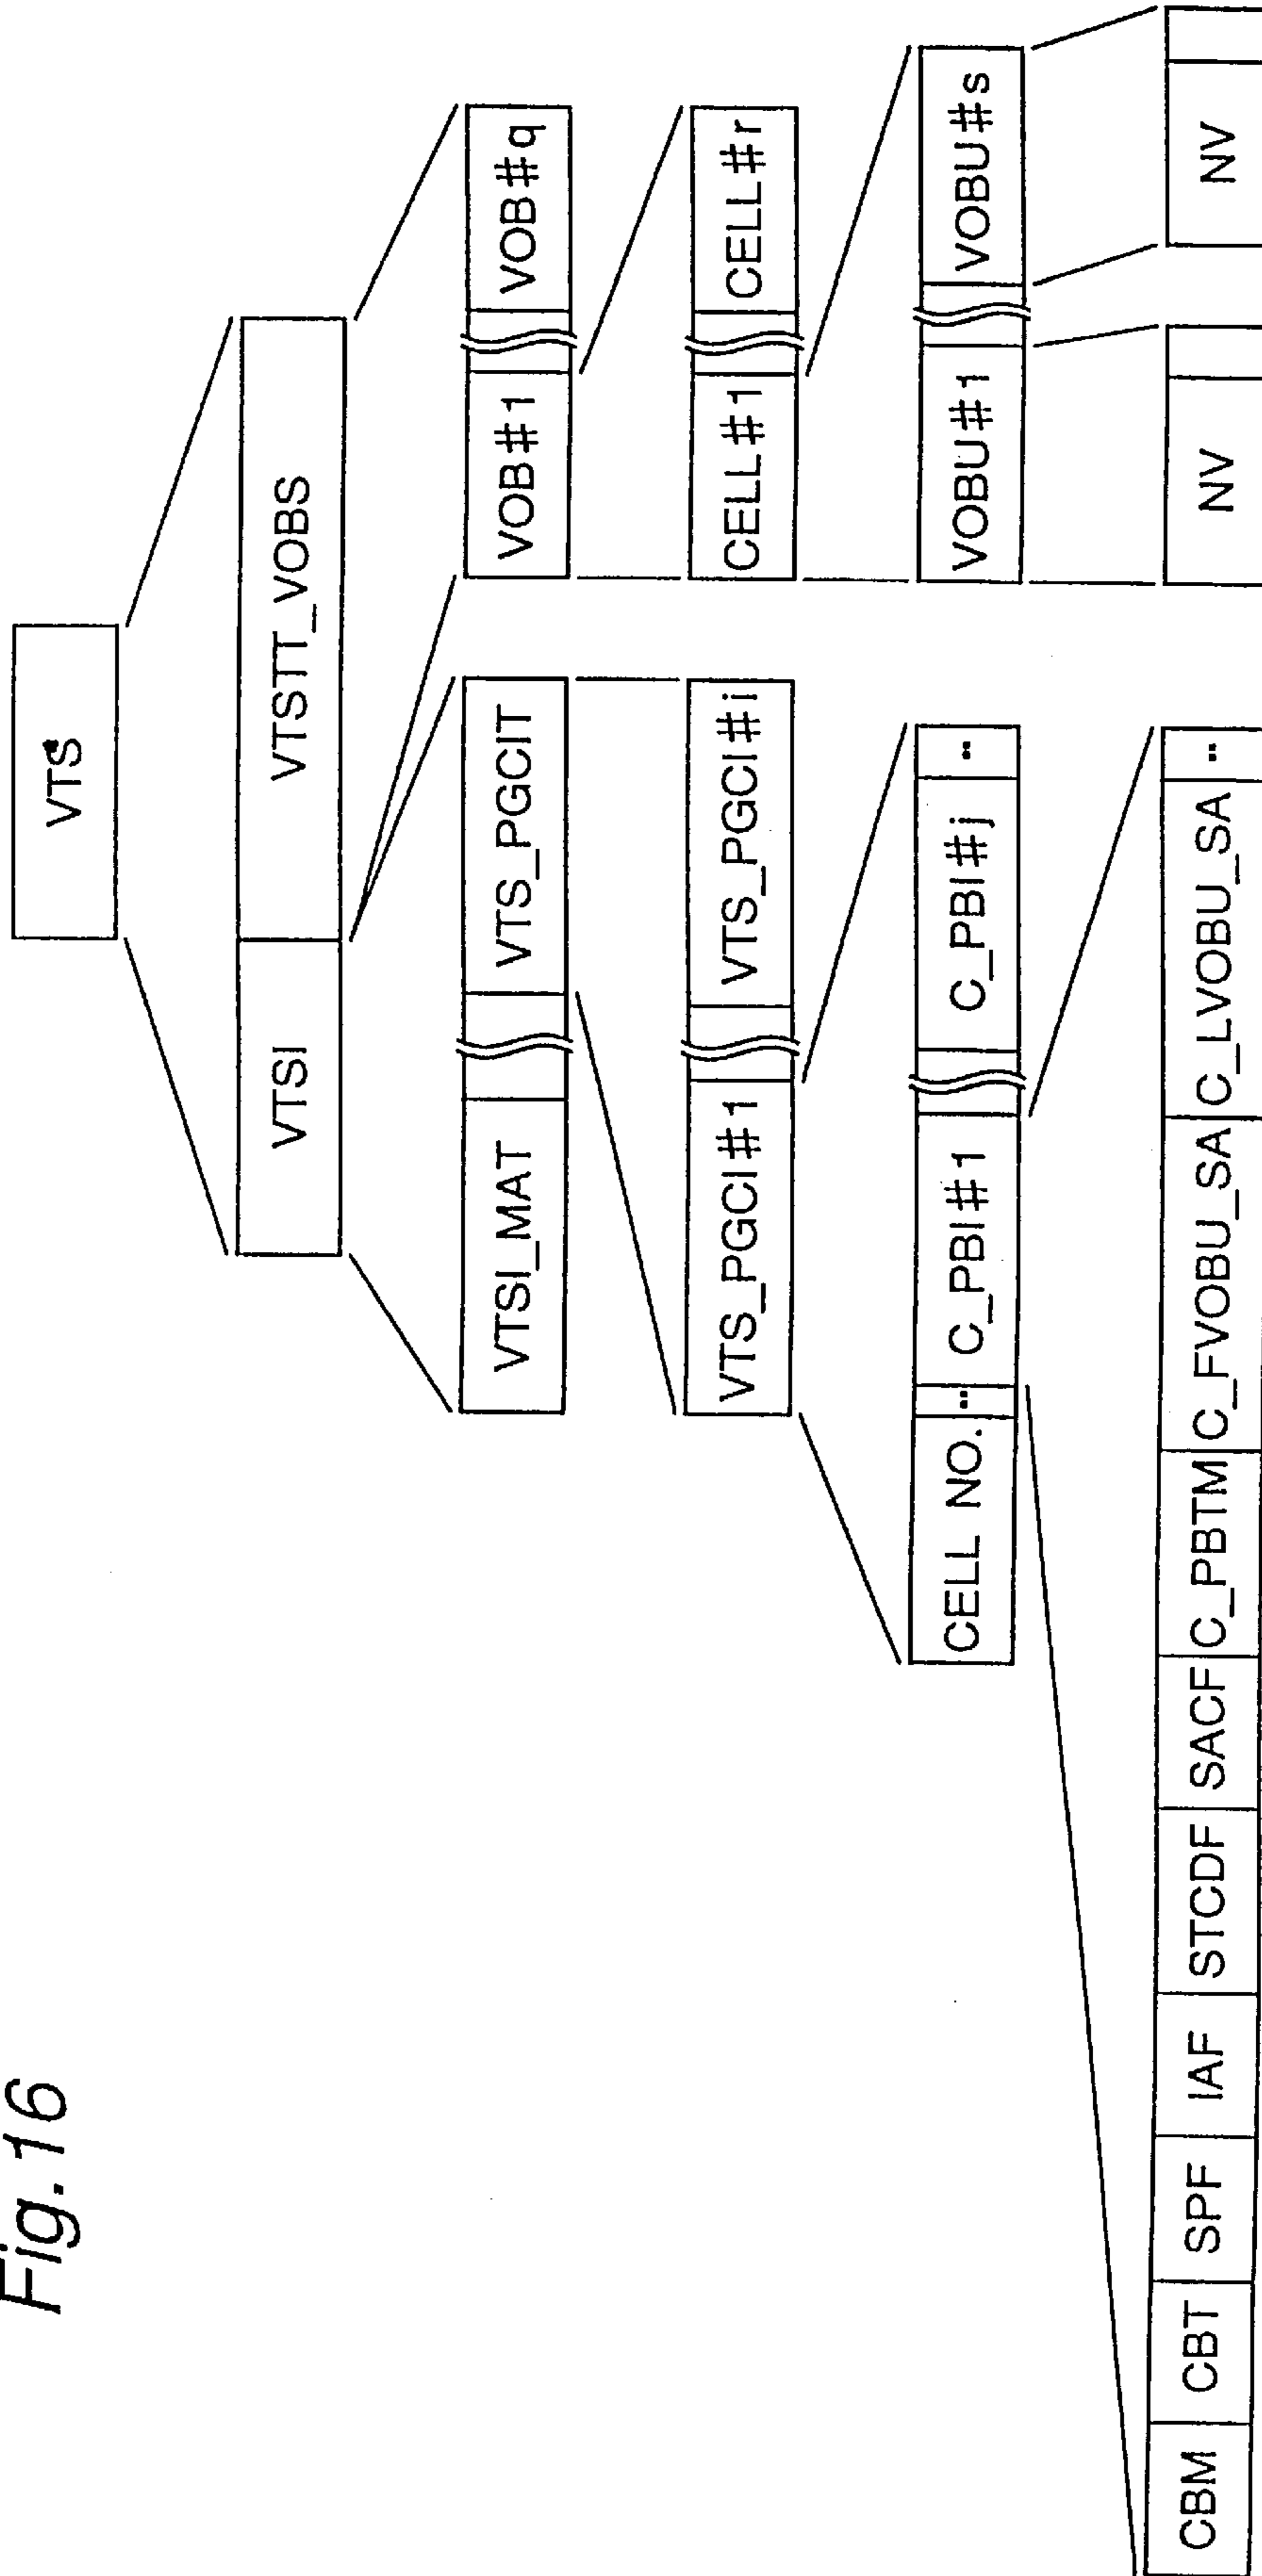 Fig.16
VTS
VTSI VTSTT_VOBS
VTSI_MAT VTS_PGCIT VOB#1 VOB#q
VTS_PGCI#1 VTS_PGCI#i CELL#1 CELL#r
CELL NO. .. C_PBI#1 C_PBI#j .. VOBU#1 VOBU#s
CBM CBT SPF IAF STCDF SACF C_PBTM C_FVOBU_SA C_LVOBU_SA .. NV NV